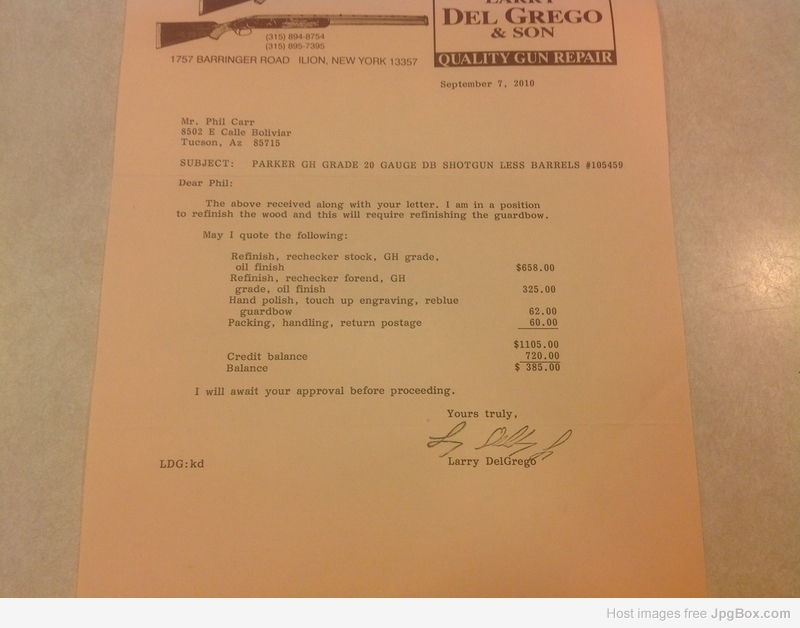 LARRY
DEL GREGO
& SON
QUALITY GUN REPAIR
(315) 894-8754
(315) 895-7395
1757 BARRINGER ROAD ILION, NEW YORK 13357
September 7, 2010
Mr. Phil Carr
8502 E Calle Boliviar
Tucson, Az 85715
SUBJECT: PARKER GH GRADE 20 GAUGE DB SHOTGUN LESS BARRELS #105459
Dear Phil:
The above received along with your letter. I am in a position
to refinish the wood and this will require refinishing the guardbow.
May I quote the following:
Refinish, rechecker stock, GH grade,
oil finish $658.00
Refinish, rechecker forend, GH
grade, oil finish 325.00
Hand polish, touch up engraving, reblue
guardbow 62.00
Packing, handling, return postage 60.00
$1105.00
Credit balance 720.00
Balance $ 385.00
I will await your approval before proceeding.
Yours truly,
Larry DelGrego
LDG:kd
Host images free JpgBox.com